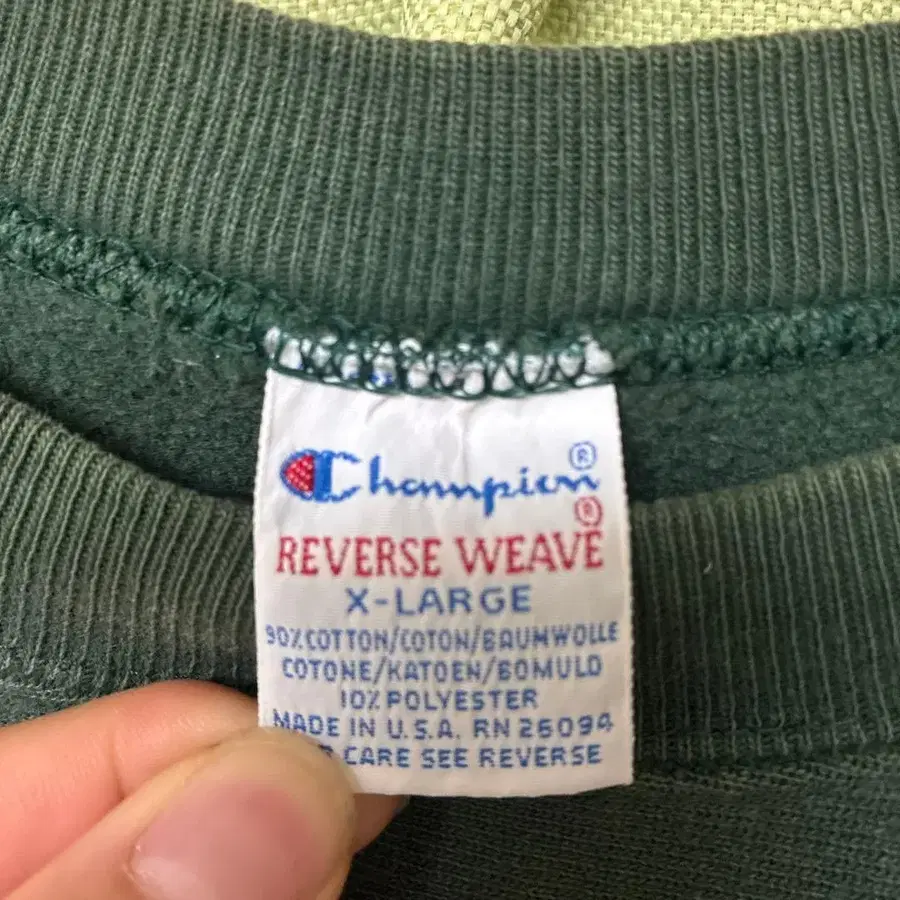 Champion®
®
REVERSE WEAVE
X-LARGE
90% COTTON/COTON/BAUMWOLLE
COTONE/KATOEN/BOMULD
10% POLYESTER
MADE IN U.S.A. RN 26094
CARE SEE REVERSE